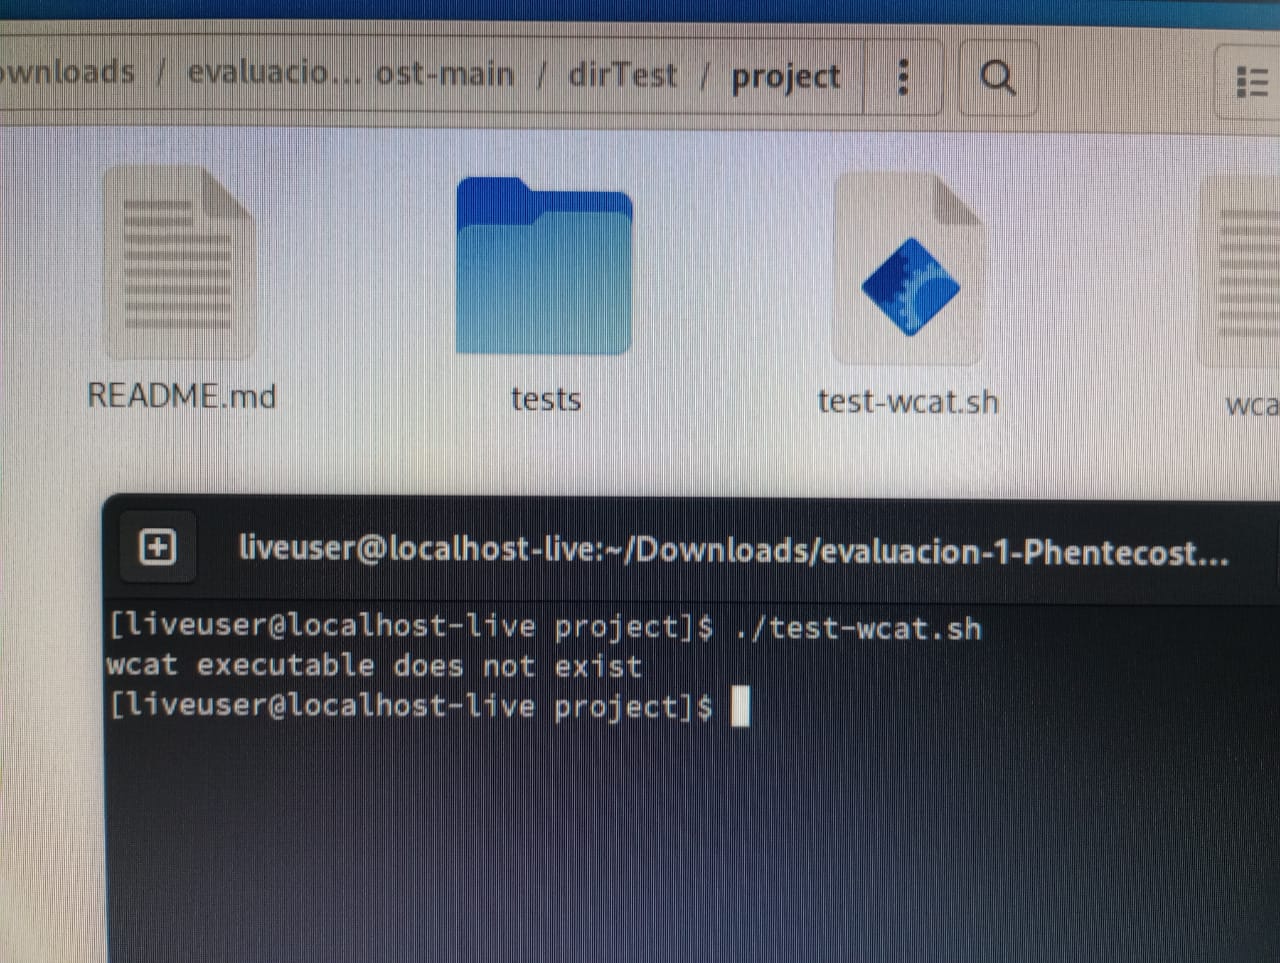 ownloads / evaluacio... ost-main / dirTest / project
README.md
tests
test-wcat.sh
wca
liveuser@localhost-live:~/Downloads/evaluacion-1-Phentecost...
[liveuser@localhost-live project]$ ./test-wcat.sh
wcat executable does not exist
[liveuser@localhost-live project]$